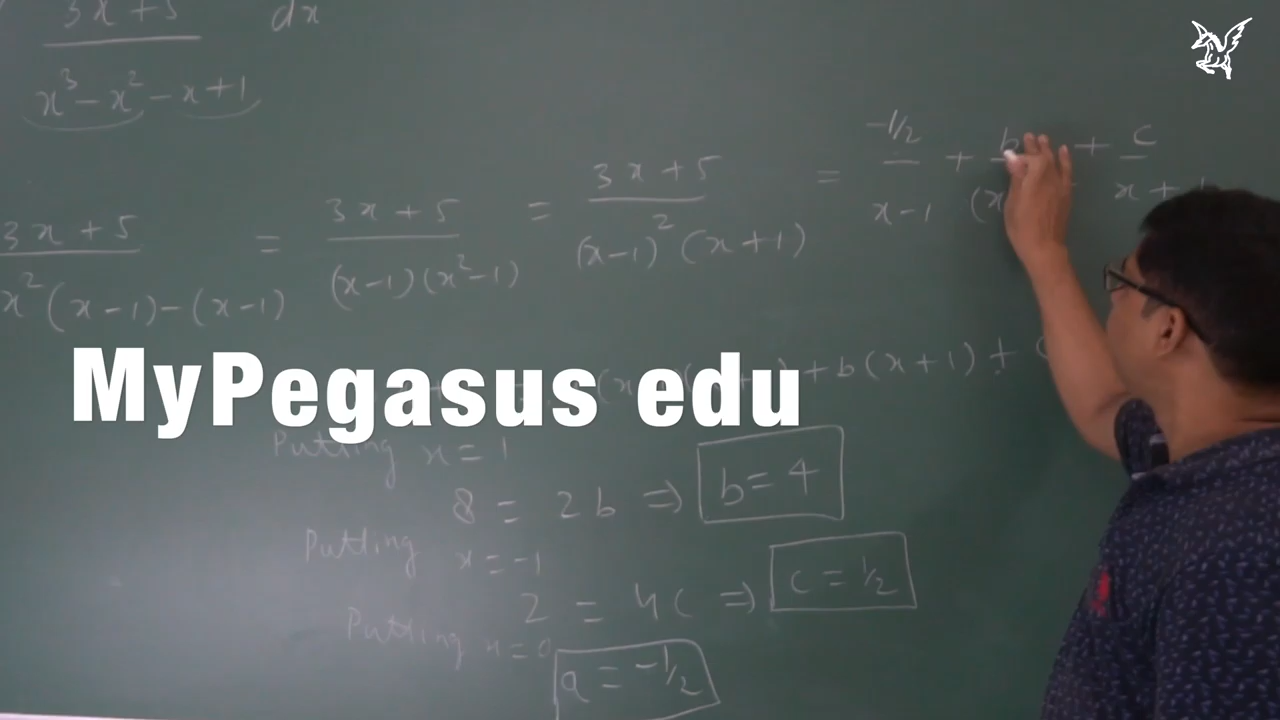 3x+5 dx
x³-x²-x+1
-1/2 + b + c
3x+5 = 3x+5 = 3x+5 =
x-1 (x x+1
x²(x-1)-(x-1) (x-1)(x²-1) (x-1)²(x+1)
+b(x+1)+
MyPegasus edu
Putting x=1
8 = 2b ⇒ b=4
Putting x=-1
2 = 4c ⇒ c=1/2
Putting x=0
a=-1/2